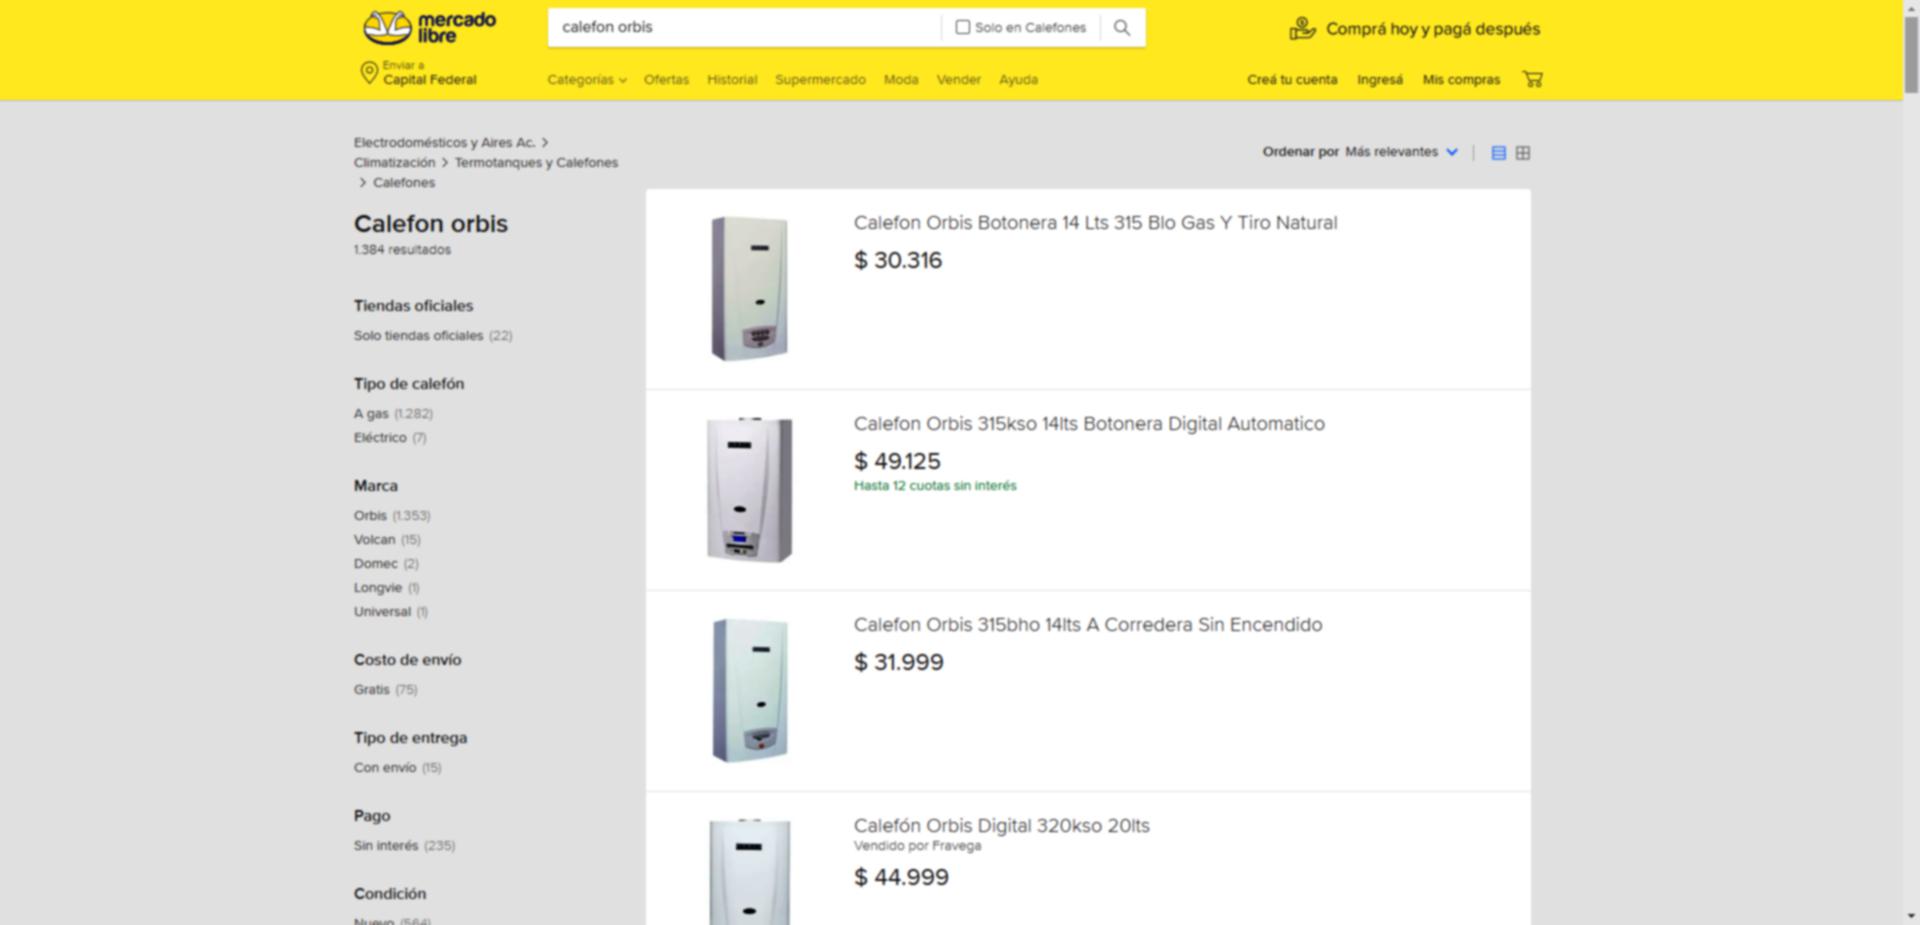 mercado
libre
calefon orbis
Solo en Calefones
Comprá hoy y pagá después
Enviar a
Capital Federal
Categorías
Ofertas
Historial
Supermercado
Moda
Vender
Ayuda
Creá tu cuenta
Ingresá
Mis compras
Electrodomésticos y Aires Ac. >
Climatización > Termotanques y Calefones
> Calefones
Calefon orbis
1.384 resultados
Tiendas oficiales
Solo tiendas oficiales (22)
Tipo de calefón
A gas (1.282)
Eléctrico (7)
Marca
Orbis (1.353)
Volcan (15)
Domec (2)
Longvie (1)
Universal (1)
Costo de envío
Gratis (75)
Tipo de entrega
Con envío (15)
Pago
Sin interés (235)
Condición
Nuevo (564)
Ordenar por Más relevantes
Calefon Orbis Botonera 14 Lts 315 Blo Gas Y Tiro Natural
$ 30.316
Calefon Orbis 315kso 14lts Botonera Digital Automatico
$ 49.125
Hasta 12 cuotas sin interés
Calefon Orbis 315bho 14lts A Corredera Sin Encendido
$ 31.999
Calefón Orbis Digital 320kso 20lts
Vendido por Fravega
$ 44.999